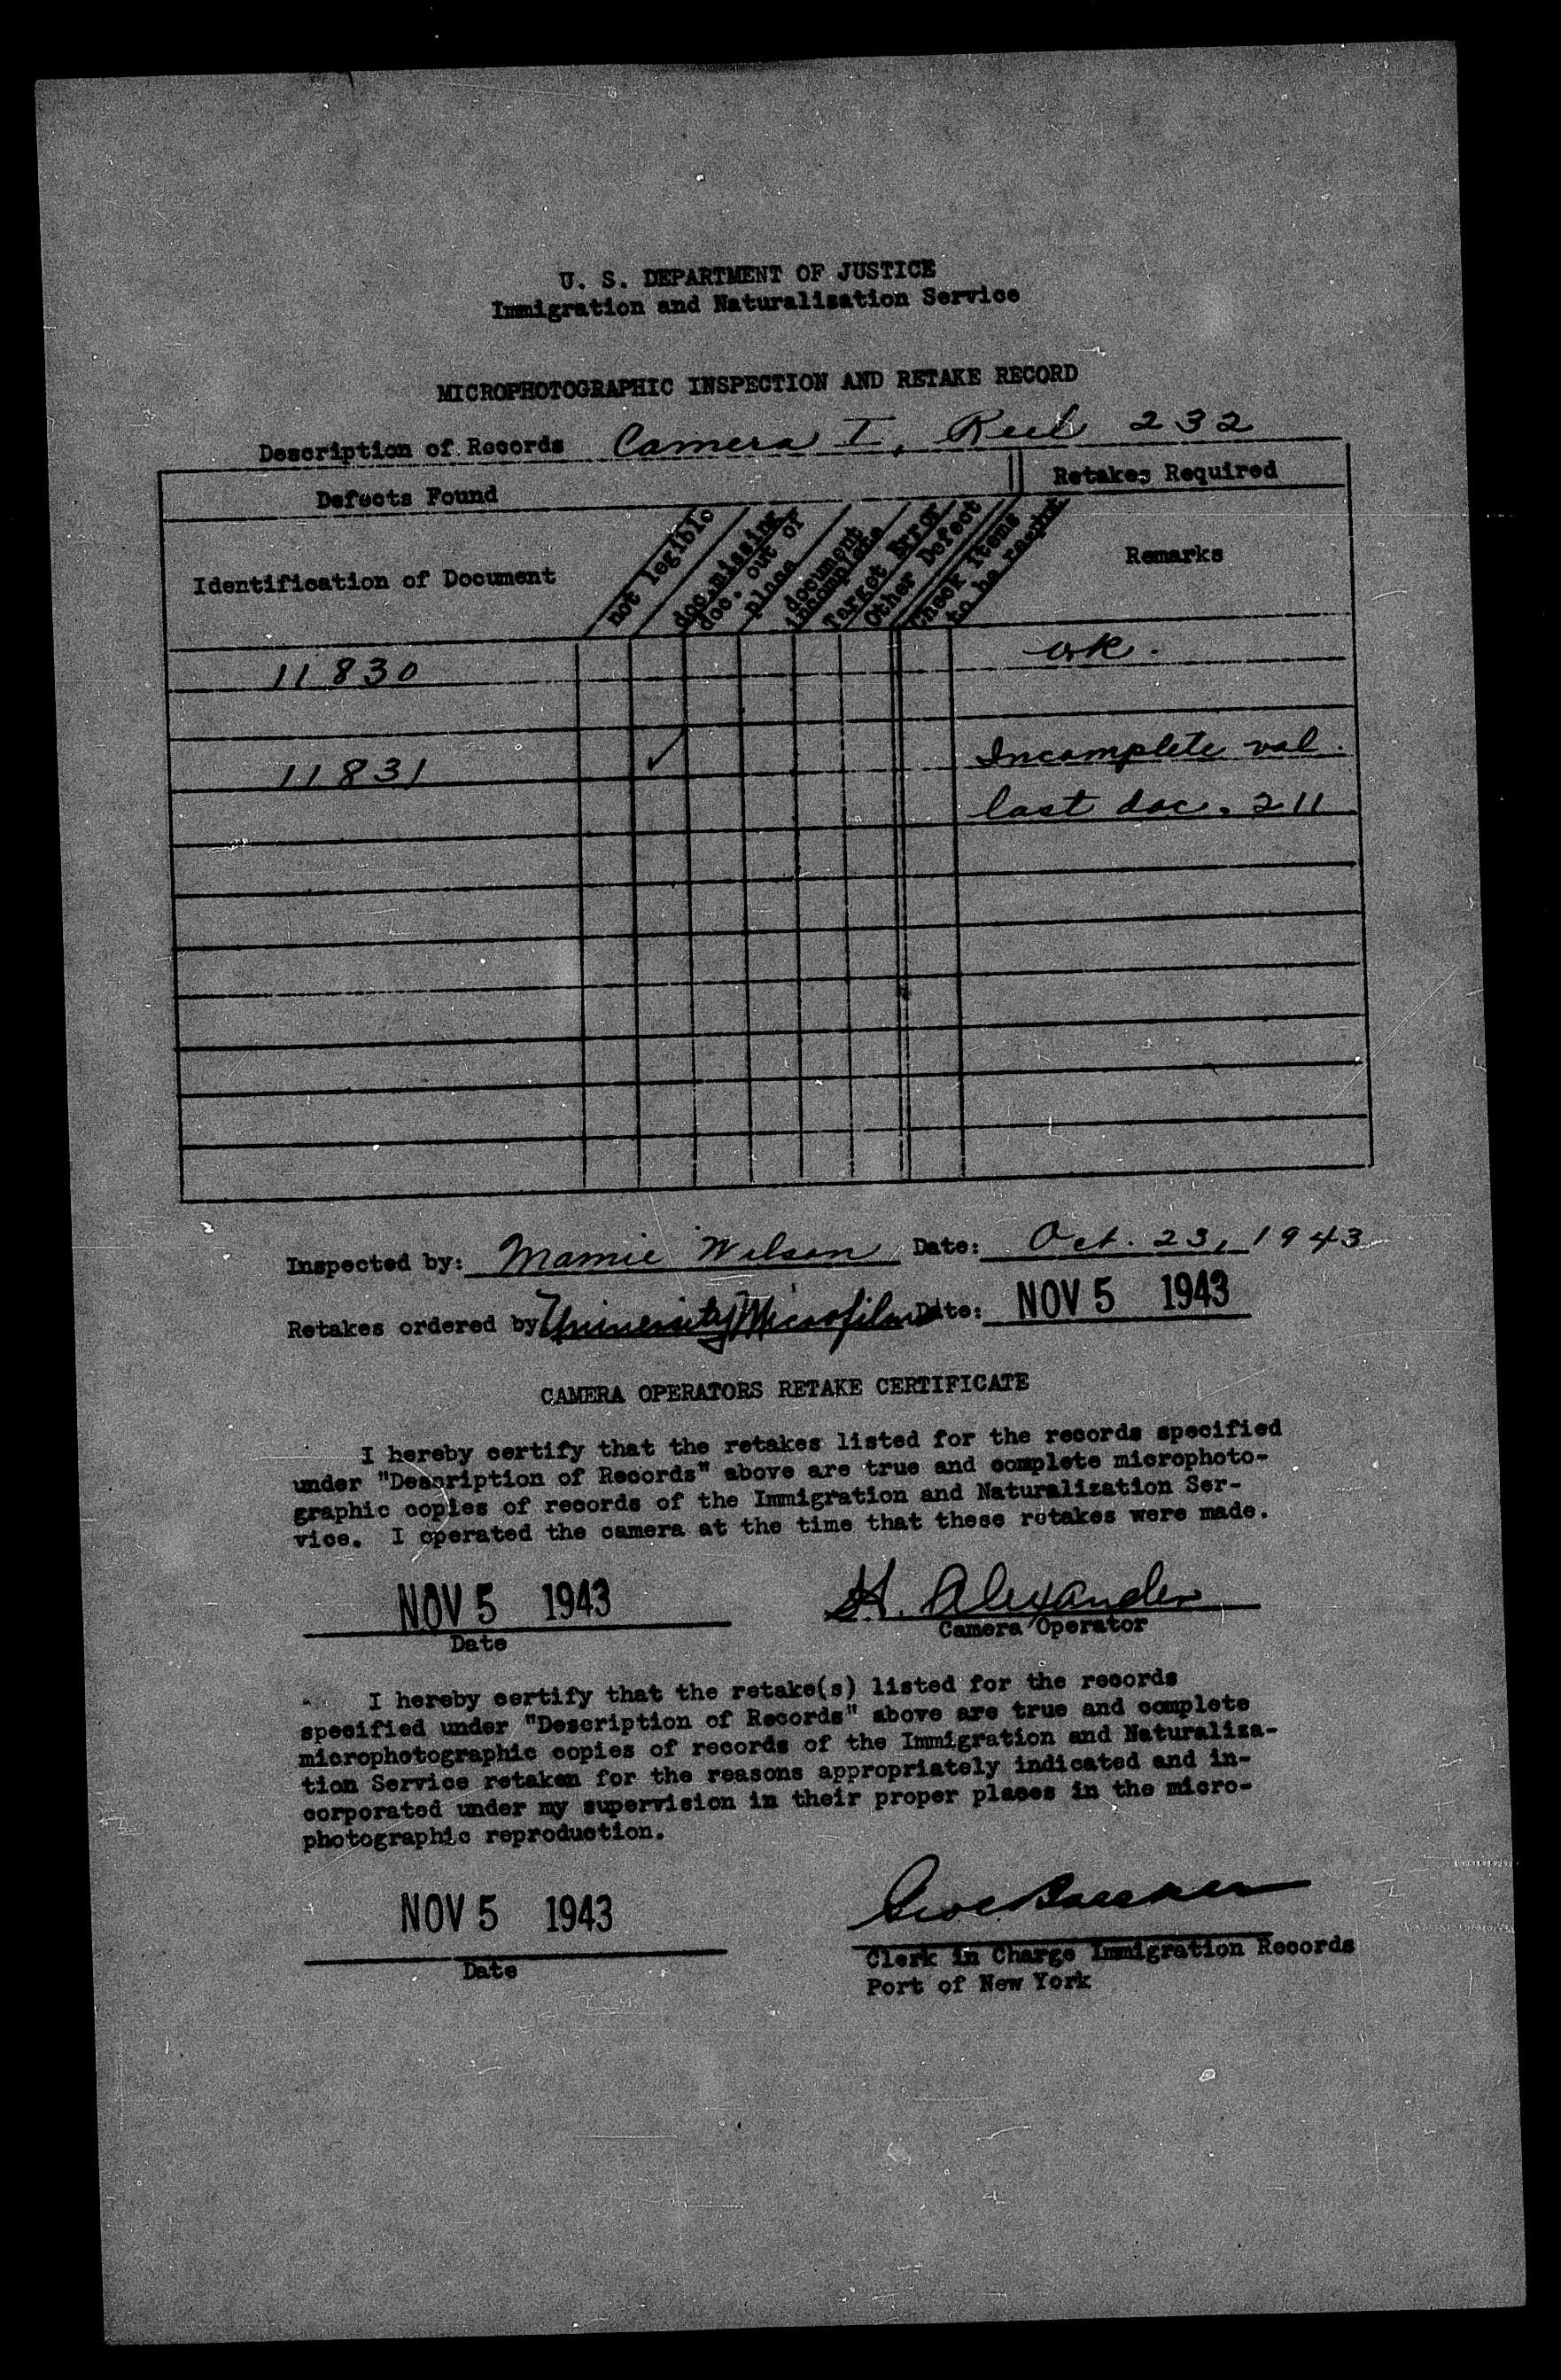 U. S. DEPARTMENT OF JUSTICE
Immigration and Naturalization Service
MICROPHOTOGRAPHIC INSPECTION AND RETAKE RECORD
Description of Records Camera I, Reel 232
Defects Found
Retakes Required
Identification of Document
not legible
doc. missing
doc. out of
place
document
incomplete
Target Error
Other Defect
Check items
to be
Remarks
11830 ok.
11831 ✓ Incomplete vol.
last doc. 211
Inspected by: Mamie Wilson Date: Oct. 23, 1943
Retakes ordered by University Microfilms Date: NOV 5 1943
CAMERA OPERATORS RETAKE CERTIFICATE
I hereby certify that the retakes listed for the records specified
under "Description of Records" above are true and complete microphoto-
graphic copies of records of the Immigration and Naturalization Ser-
vice. I operated the camera at the time that these retakes were made.
NOV 5 1943 H. Alexander
Date Camera Operator
I hereby certify that the retake(s) listed for the records
specified under "Description of Records" above are true and complete
microphotographic copies of records of the Immigration and Naturaliza-
tion Service retaken for the reasons appropriately indicated and in-
corporated under my supervision in their proper places in the micro-
photographic reproduction.
NOV 5 1943
Date
Clerk in Charge Immigration Records
Port of New York